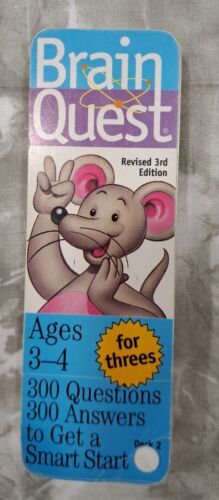 Brain
Quest®
Revised 3rd
Edition
Ages
3–4
for
threes
300 Questions
300 Answers
to Get a
Deck 2
Smart Start